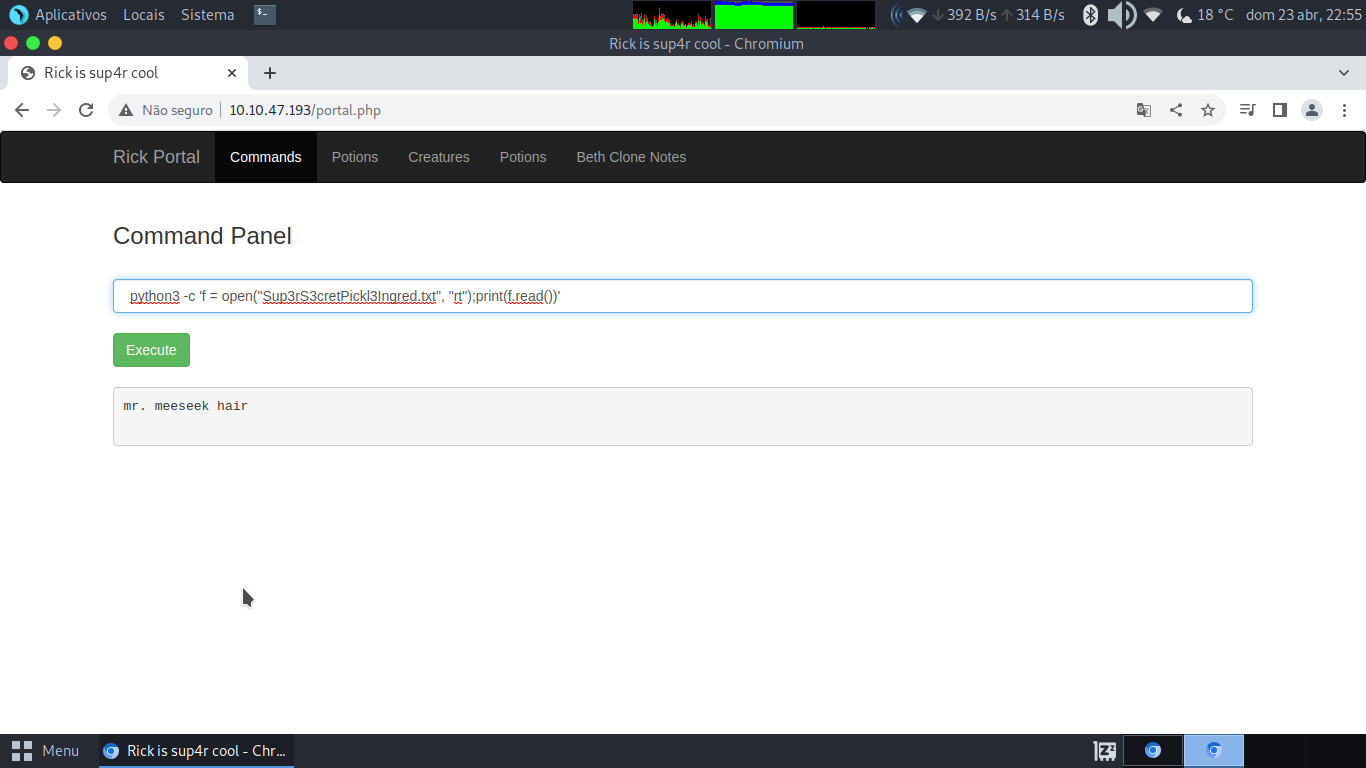 Aplicativos Locais Sistema 392 B/s 314 B/s 18 °C dom 23 abr, 22:55
Rick is sup4r cool - Chromium
Rick is sup4r cool
Não seguro 10.10.47.193/portal.php
Rick Portal Commands Potions Creatures Potions Beth Clone Notes
Command Panel
python3 -c 'f = open("Sup3rS3cretPickl3Ingred.txt", "rt");print(f.read())'
Execute
mr. meeseek hair
Menu Rick is sup4r cool - Chr... zz